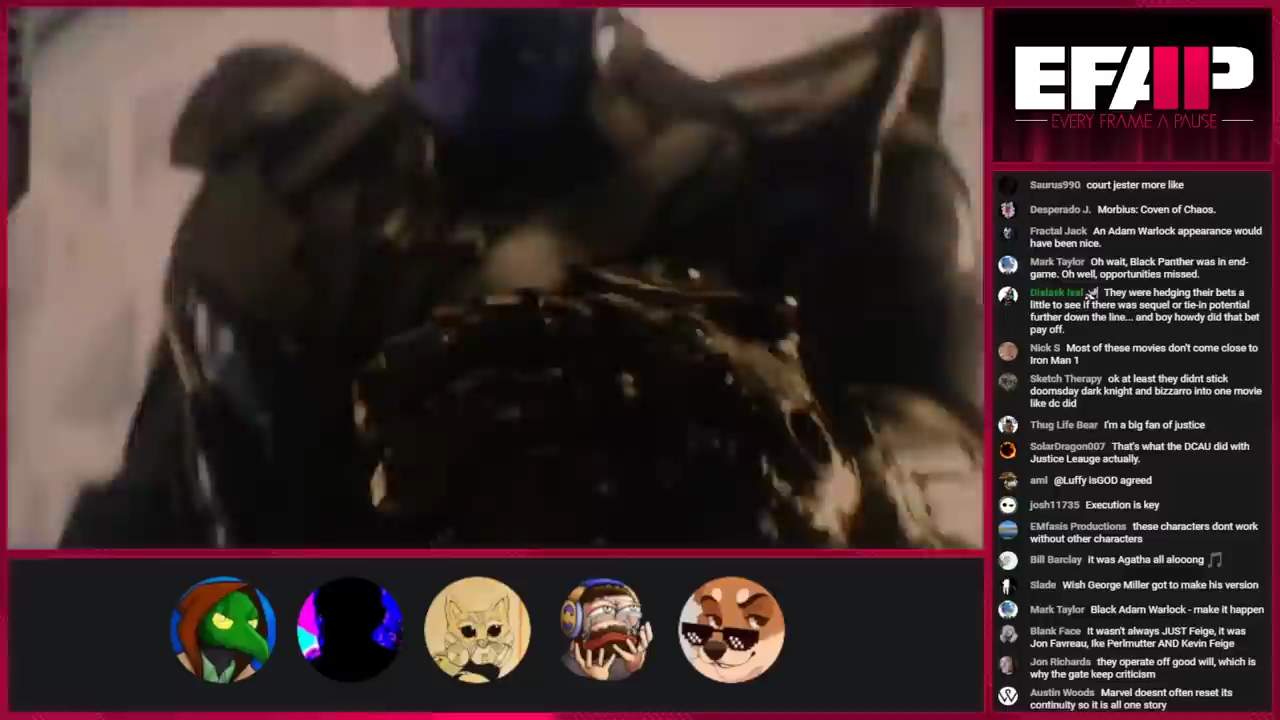 EFAP
EVERY FRAME A PAUSE
Saurus990 court jester more like
Desperado J. Morbius: Coven of Chaos.
Fractal Jack An Adam Warlock appearance would
have been nice.
Mark Taylor Oh wait, Black Panther was in end-
game. Oh well, opportunities missed.
They were hedging their bets a
little to see if there was sequel or tie-in potential
further down the line... and boy howdy did that bet
pay off.
Nick S Most of these movies don't come close to
Iron Man 1
Sketch Therapy ok at least they didnt stick
doomsday dark knight and bizzarro into one movie
like dc did
Thug Life Bear I'm a big fan of justice
SolarDragon007 That's what the DCAU did with
Justice Leauge actually.
aml @Luffy isGOD agreed
josh11735 Execution is key
EMfasis Productions these characters dont work
without other characters
Bill Barclay it was Agatha all alooong
Slade Wish George Miller got to make his version
Mark Taylor Black Adam Warlock - make it happen
Blank Face It wasn't always JUST Feige, it was
Jon Favreau, Ike Perlmutter AND Kevin Feige
Jon Richards they operate off good will, which is
why the gate keep criticism
Austin Woods Marvel doesnt often reset its
continuity so it is all one story